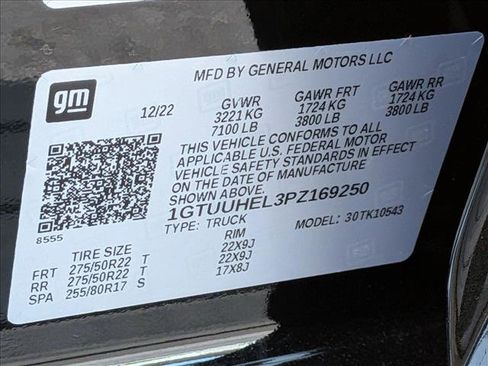 MFD BY GENERAL MOTORS LLC
gm
12/22
GVWR GAWR FRT GAWR RR
3221 KG 1724 KG 1724 KG
7100 LB 3800 LB 3800 LB
THIS VEHICLE CONFORMS TO ALL
APPLICABLE U.S. FEDERAL MOTOR
VEHICLE SAFETY STANDARDS IN EFFECT
ON THE DATE OF MANUFACTURE
SHOWN ABOVE.
1GTUUHEL3PZ169250
TYPE: TRUCK MODEL: 30TK10543
8555
TIRE SIZE RIM
FRT 275/50R22 T 22X9J
RR 275/50R22 T 22X9J
SPA 255/80R17 S 17X8J